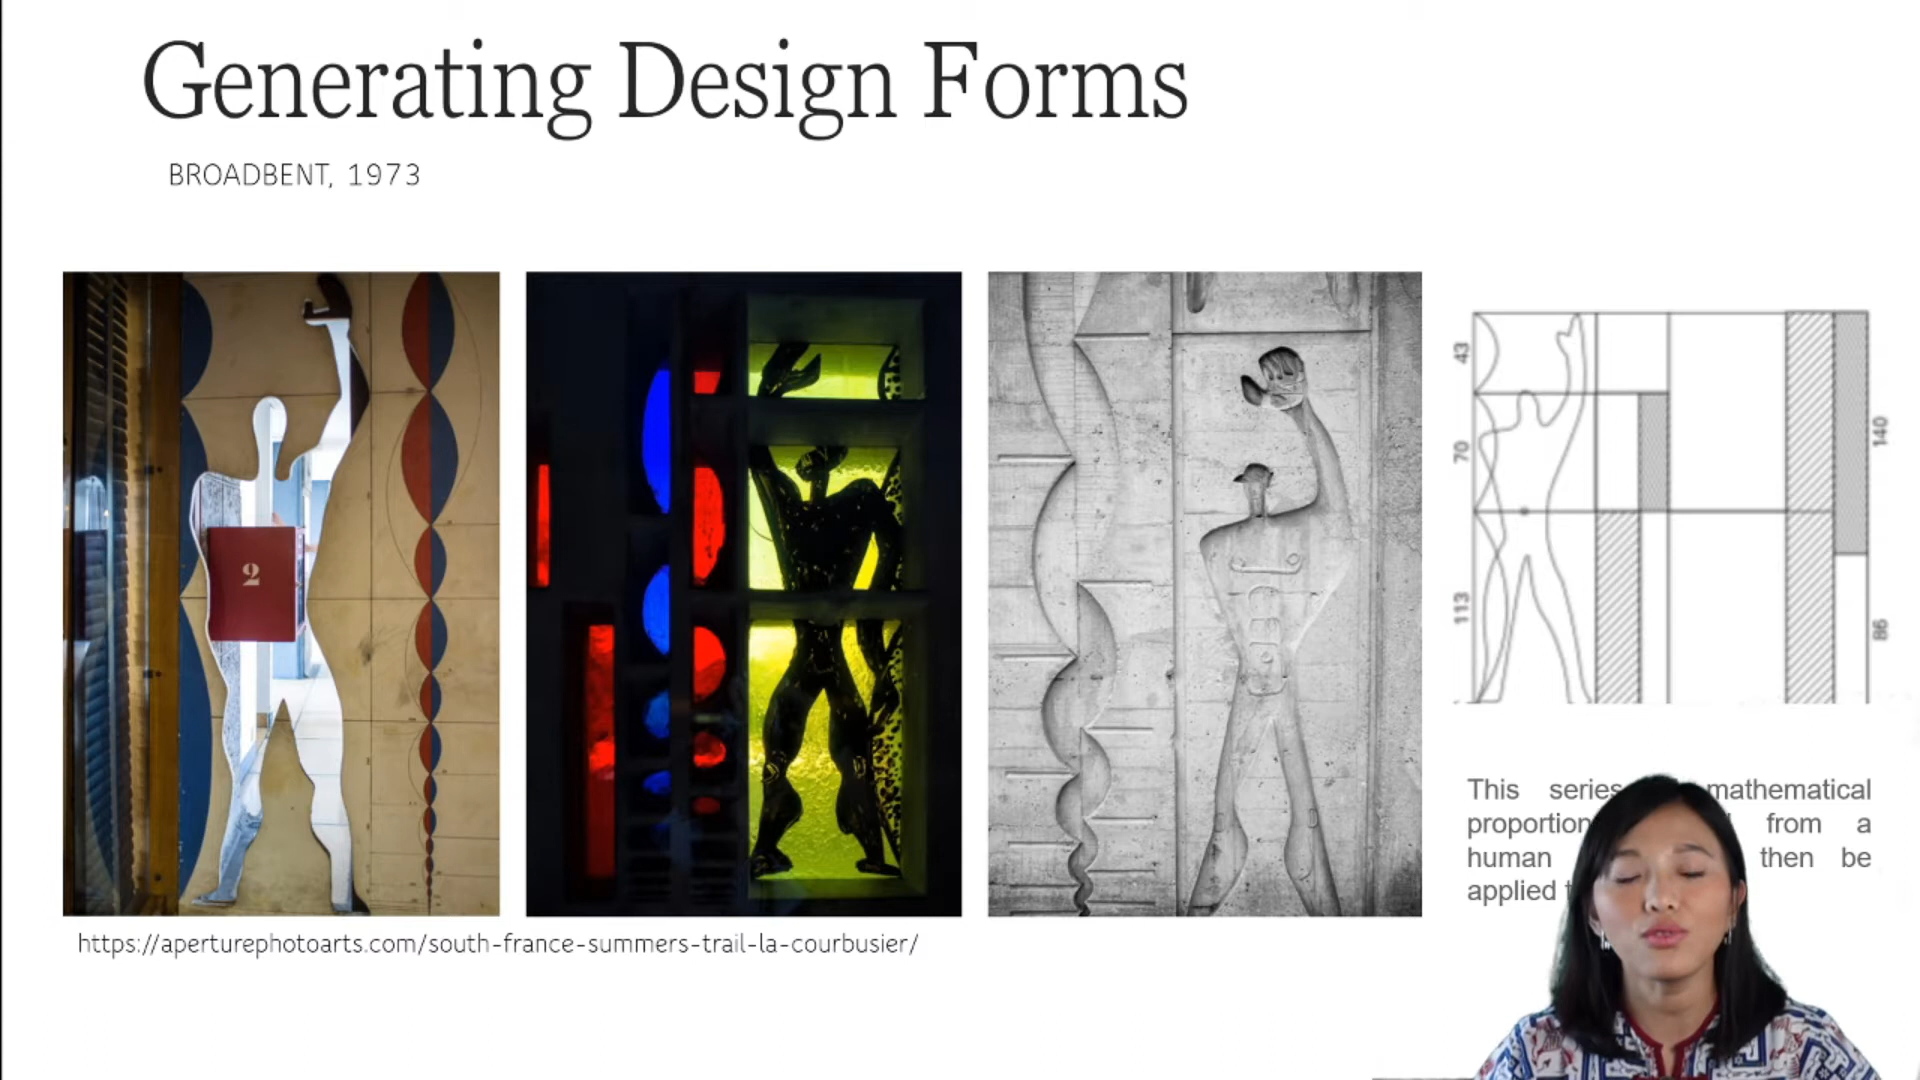 Generating Design Forms
BROADBENT, 1973
2
43
70
113
140
86
This series mathematical
proportion from a
human then be
applied
https://aperturephotoarts.com/south-france-summers-trail-la-courbusier/